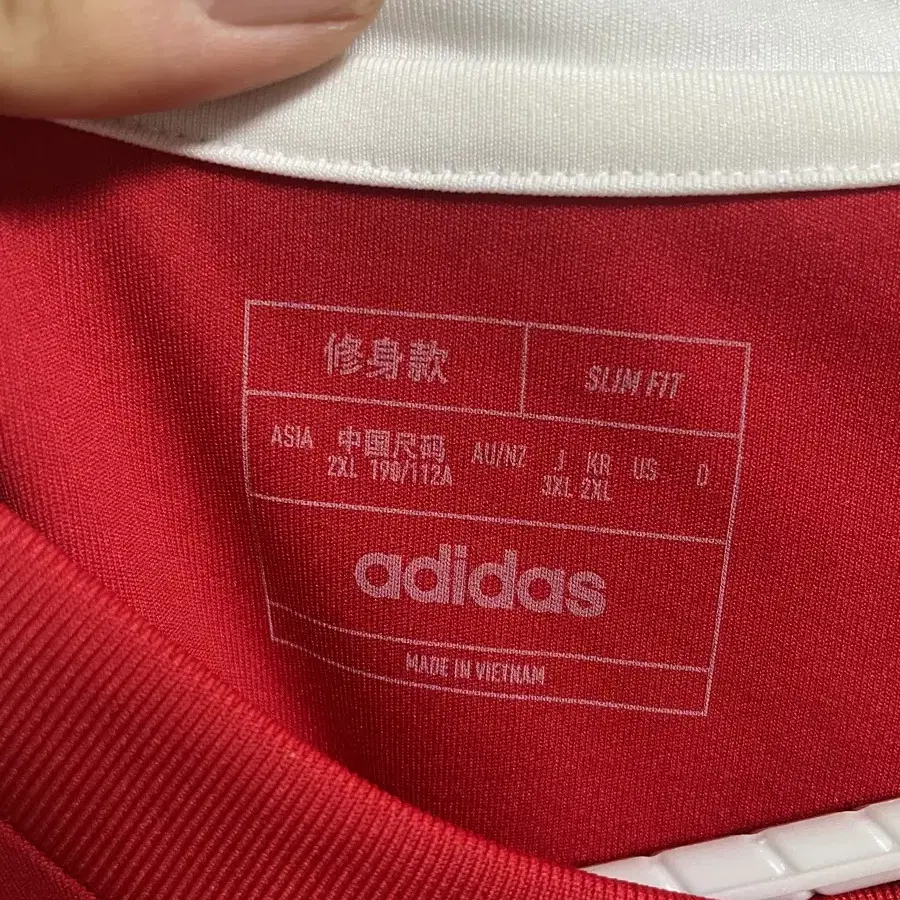 修身款 SLIM FIT
ASIA 中国尺码 AU/NZ J KR US D
2XL 190/112A 3XL 2XL
adidas
MADE IN VIETNAM